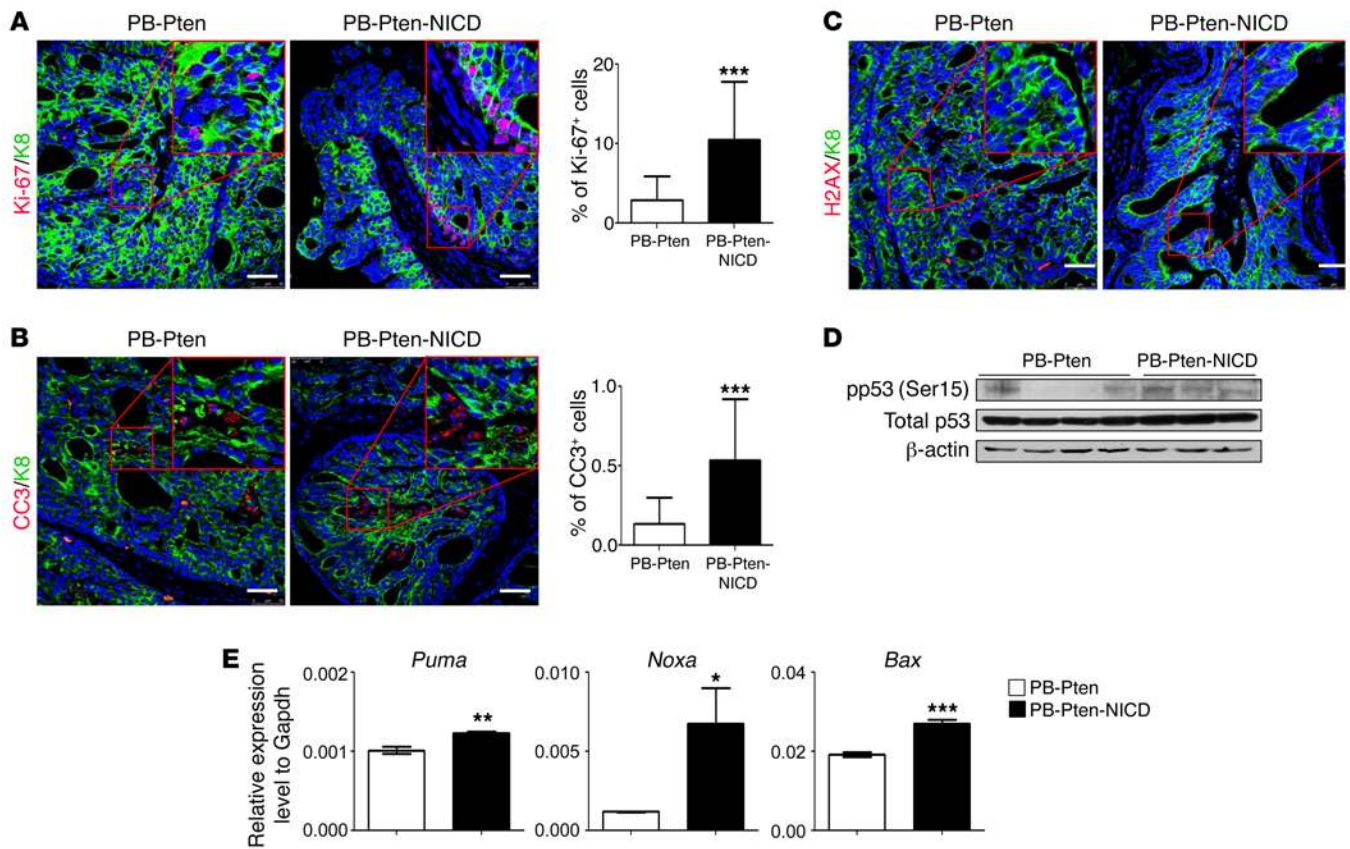 A
PB-Pten
PB-Pten-NICD
Ki-67/K8
% of Ki-67+ cells
20
10
0
***
PB-Pten
PB-Pten-
NICD
C
PB-Pten
PB-Pten-NICD
H2AX/K8
B
PB-Pten
PB-Pten-NICD
CC3/K8
% of CC3+ cells
1.0
0.5
0.0
***
PB-Pten
PB-Pten-
NICD
D
PB-Pten
PB-Pten-NICD
pp53 (Ser15)
Total p53
β-actin
E
Relative expression
level to Gapdh
Puma
0.002
0.001
0.000
**
Noxa
0.010
0.005
0.000
*
Bax
0.04
0.02
0.00
***
PB-Pten
PB-Pten-NICD